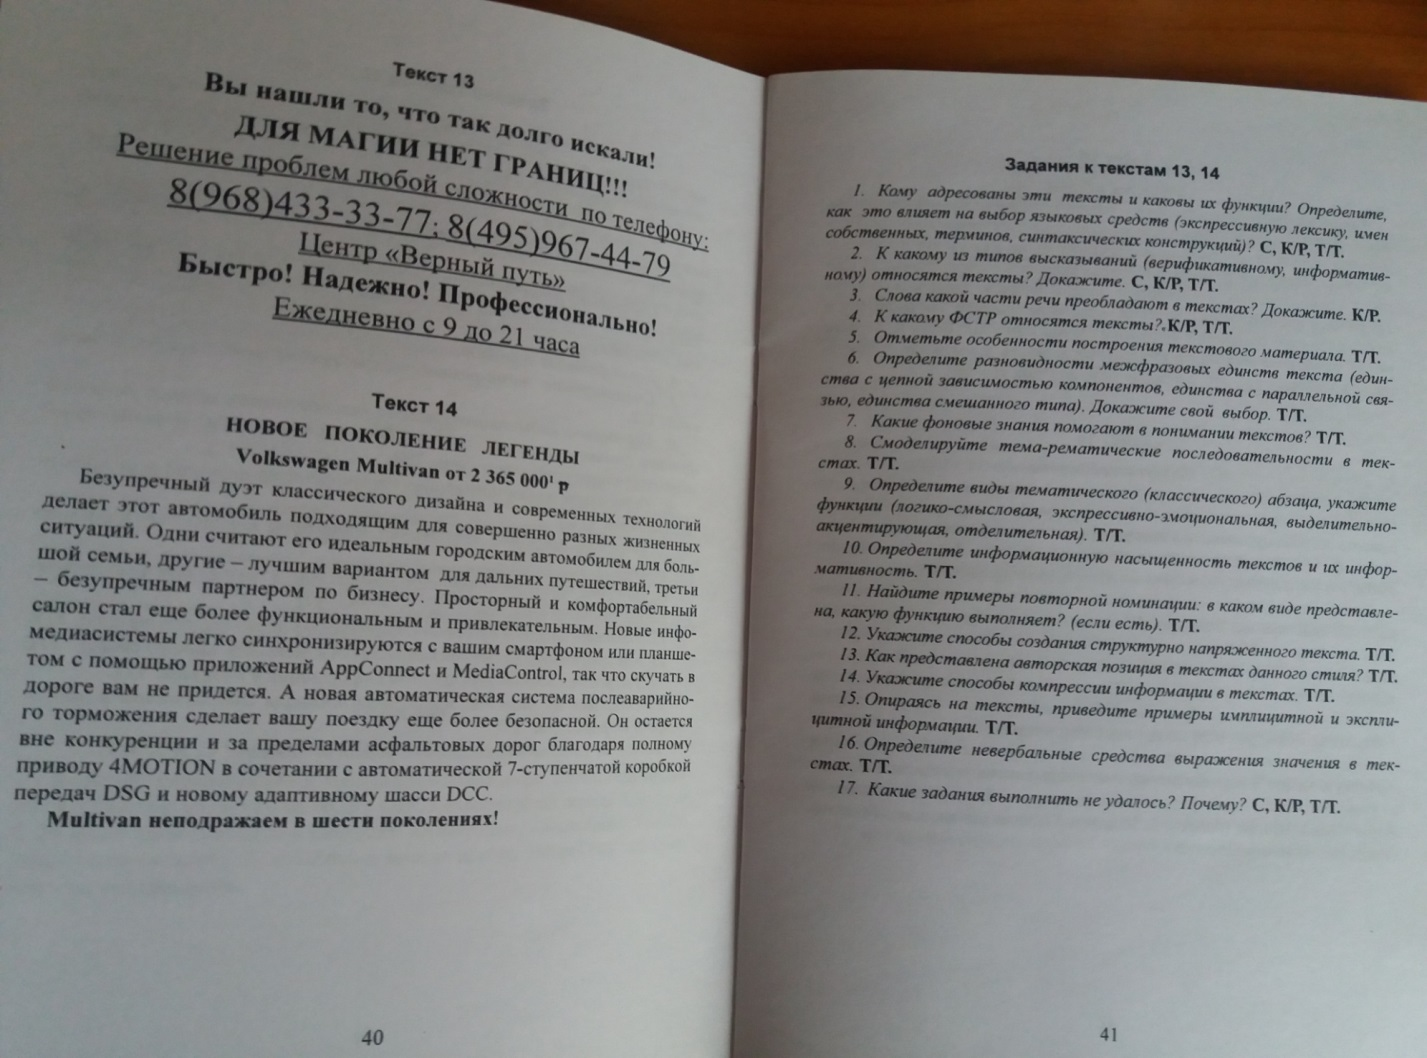 Текст 13
Вы нашли то, что так долго искали!
ДЛЯ МАГИИ НЕТ ГРАНИЦ!!!
Решение проблем любой сложности по телефону:
8(968)433-33-77; 8(495)967-44-79
Центр «Верный путь»
Быстро! Надежно! Профессионально!
Ежедневно с 9 до 21 часа
Текст 14
НОВОЕ ПОКОЛЕНИЕ ЛЕГЕНДЫ
Volkswagen Multivan от 2 365 000¹ р
Безупречный дуэт классического дизайна и современных технологий
делает этот автомобиль подходящим для совершенно разных жизненных
ситуаций. Одни считают его идеальным городским автомобилем для боль-
шой семьи, другие – лучшим вариантом для дальних путешествий, третьи
– безупречным партнером по бизнесу. Просторный и комфортабельный
салон стал еще более функциональным и привлекательным. Новые инфо-
медиасистемы легко синхронизируются с вашим смартфоном или планше-
том с помощью приложений AppConnect и MediaControl, так что скучать в
дороге вам не придется. А новая автоматическая система послеаварийно-
го торможения сделает вашу поездку еще более безопасной. Он остается
вне конкуренции и за пределами асфальтовых дорог благодаря полному
приводу 4MOTION в сочетании с автоматической 7-ступенчатой коробкой
передач DSG и новому адаптивному шасси DCC.
Multivan неподражаем в шести поколениях!
40
Задания к текстам 13, 14
1. Кому адресованы эти тексты и каковы их функции? Определите,
как это влияет на выбор языковых средств (экспрессивную лексику, имен
собственных, терминов, синтаксических конструкций)? С, К/Р, Т/Т.
2. К какому из типов высказываний (верификативному, информатив-
ному) относятся тексты? Докажите. С, К/Р, Т/Т.
3. Слова какой части речи преобладают в текстах? Докажите. К/Р.
4. К какому ФСТР относятся тексты?. К/Р, Т/Т.
5. Отметьте особенности построения текстового материала. Т/Т.
6. Определите разновидности межфразовых единств текста (един-
ства с цепной зависимостью компонентов, единства с параллельной свя-
зью, единства смешанного типа). Докажите свой выбор. Т/Т.
7. Какие фоновые знания помогают в понимании текстов? Т/Т.
8. Смоделируйте тема-рематические последовательности в тек-
стах. Т/Т.
9. Определите виды тематического (классического) абзаца, укажите
функции (логико-смысловая, экспрессивно-эмоциональная, выделительно-
акцентирующая, отделительная). Т/Т.
10. Определите информационную насыщенность текстов и их инфор-
мативность. Т/Т.
11. Найдите примеры повторной номинации: в каком виде представле-
на, какую функцию выполняет? (если есть). Т/Т.
12. Укажите способы создания структурно напряженного текста. Т/Т.
13. Как представлена авторская позиция в текстах данного стиля? Т/Т.
14. Укажите способы компрессии информации в текстах. Т/Т.
15. Опираясь на тексты, приведите примеры имплицитной и экспли-
цитной информации. Т/Т.
16. Определите невербальные средства выражения значения в тек-
стах. Т/Т.
17. Какие задания выполнить не удалось? Почему? С, К/Р, Т/Т.
41